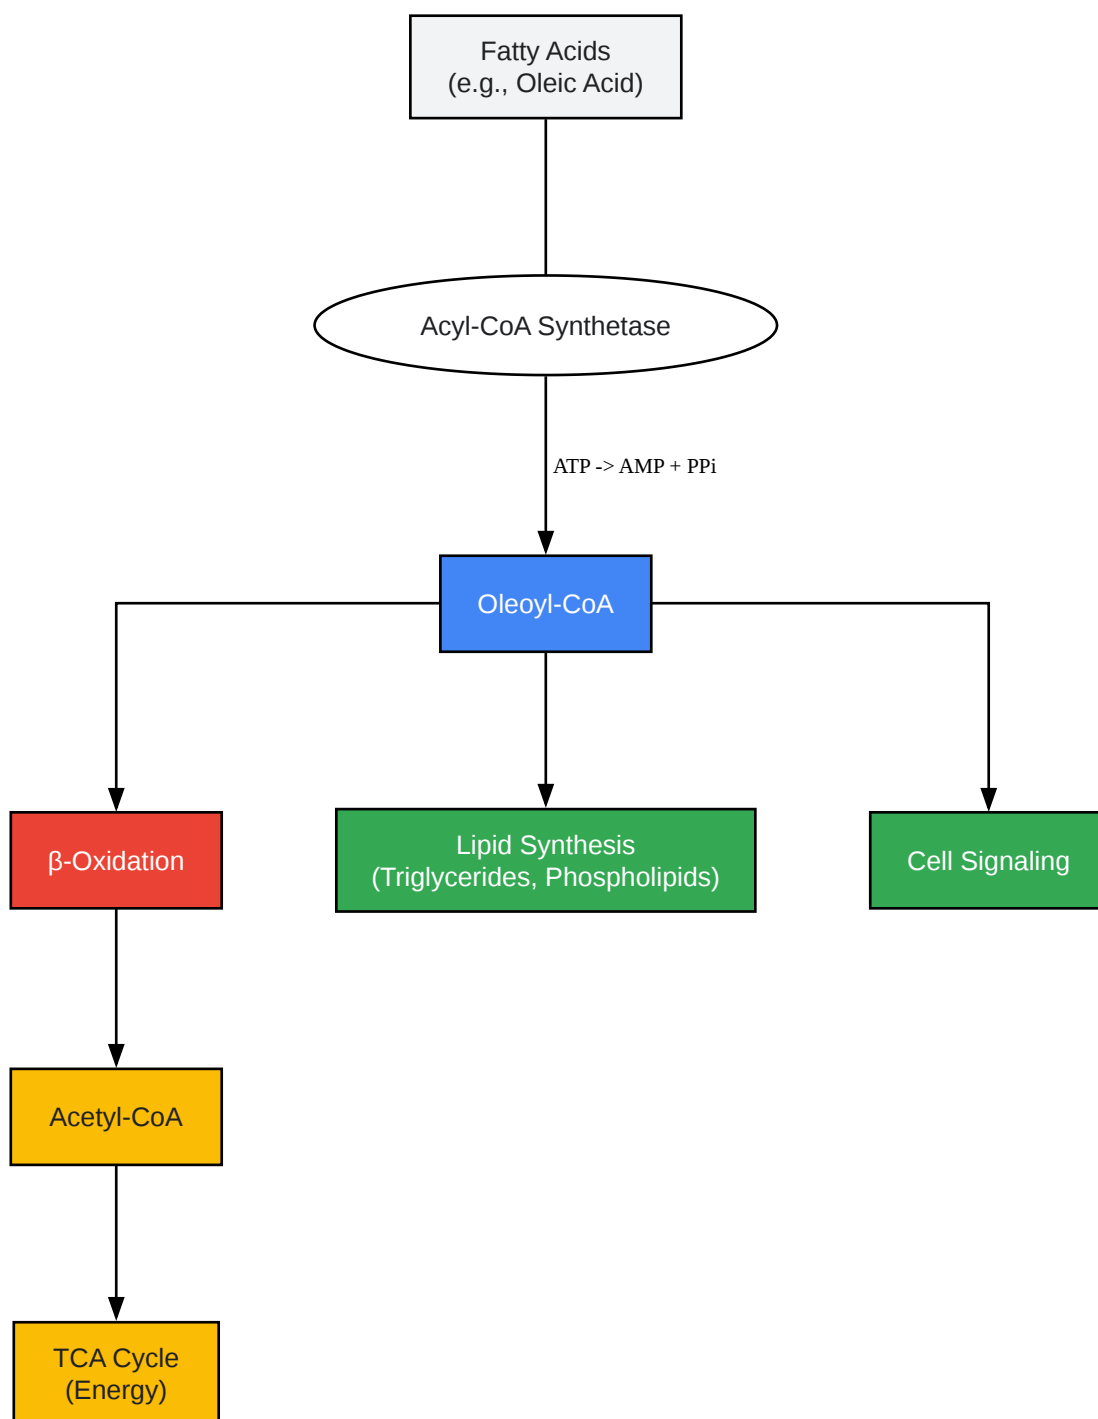 Fatty Acids
(e.g., Oleic Acid)
Acyl-CoA Synthetase
ATP -> AMP + PPi
Oleoyl-CoA
β-Oxidation
Lipid Synthesis
(Triglycerides, Phospholipids)
Cell Signaling
Acetyl-CoA
TCA Cycle
(Energy)